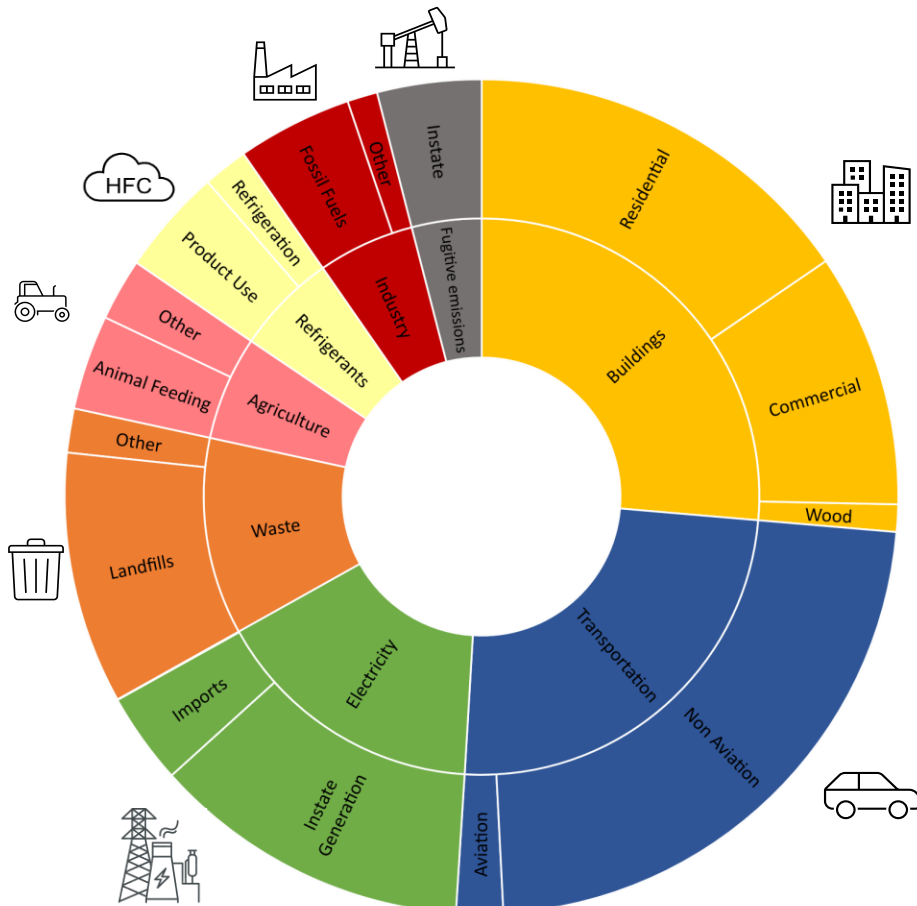 Instate
Fugitive emissions
Residential
Buildings
Commercial
Wood
Transportation
Non Aviation
Aviation
Electricity
Instate
Generation
Imports
Waste
Landfills
Other
Agriculture
Animal Feeding
Other
Refrigerants
Product Use
Refrigeration
HFC
Industry
Fossil Fuels
Other